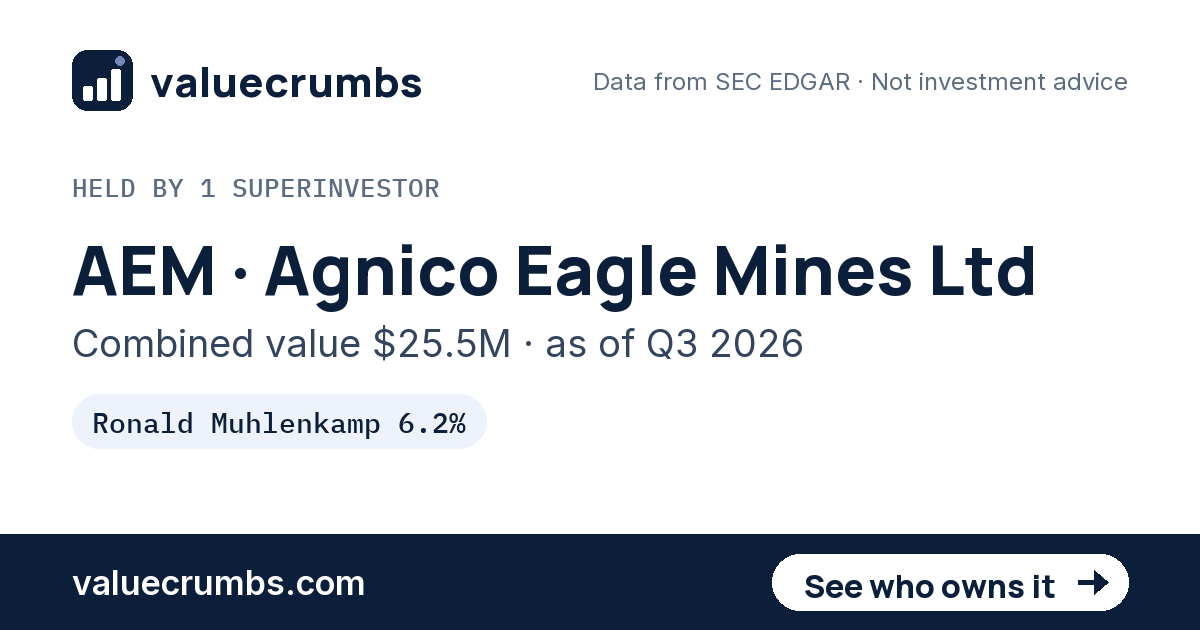 valuecrumbs
Data from SEC EDGAR · Not investment advice
HELD BY 1 SUPERINVESTOR
AEM · Agnico Eagle Mines Ltd
Combined value $25.5M · as of Q3 2026
Ronald Muhlenkamp 6.2%
valuecrumbs.com
See who owns it →